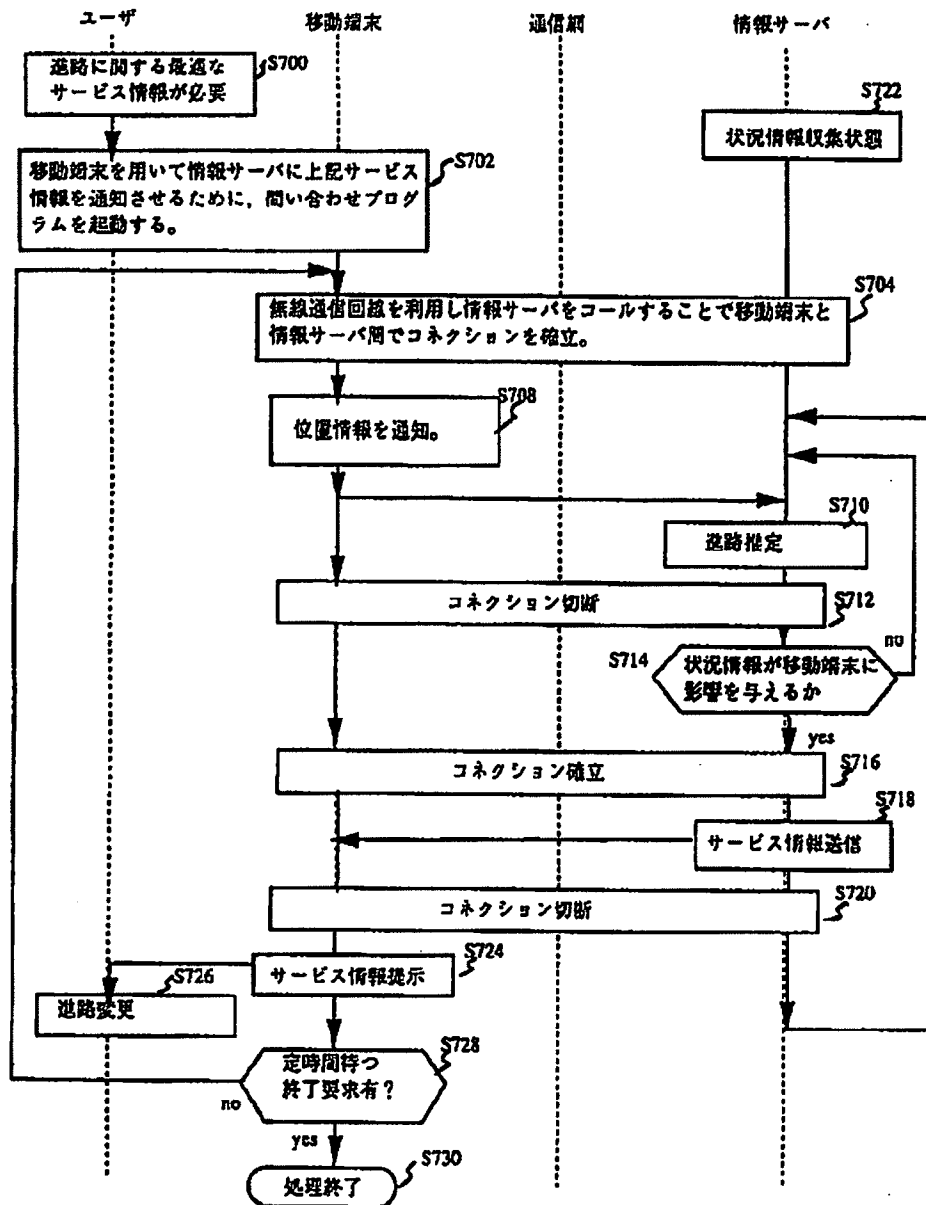 ユーザ
移動端末
通信網
情報サーバ
進路に関する最適な
サービス情報が必要
S700
S722
状況情報収集状態
S702
移動端末を用いて情報サーバに上記サービス
情報を通知させるために，問い合わせプログ
ラムを起動する。
S704
無線通信回線を利用し情報サーバをコールすることで移動端末と
情報サーバ間でコネクションを確立。
S708
位置情報を通知。
S710
進路推定
コネクション切断
S712
no
S714
状況情報が移動端末に
影響を与えるか
yes
コネクション確立
S716
S718
サービス情報送信
コネクション切断
S720
S724
サービス情報提示
S726
進路変更
S728
定時間待つ
終了要求有？
no
yes
S730
処理終了